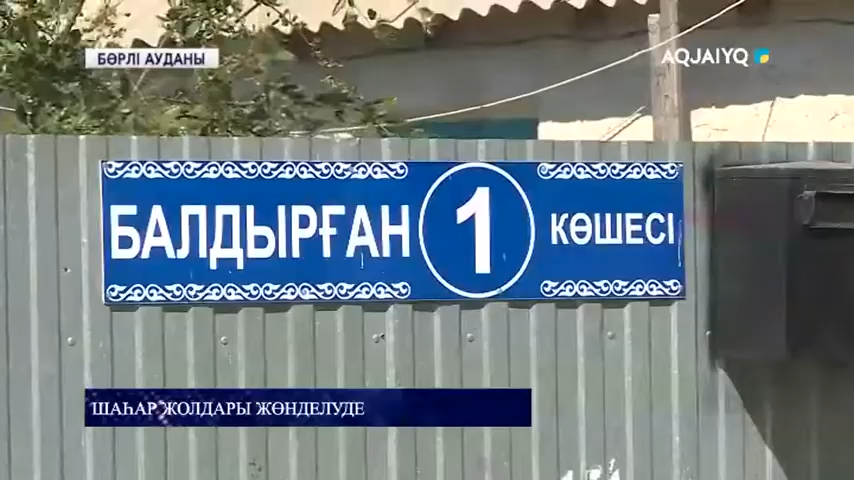 БӨРЛІ АУДАНЫ
AQJAIYQ
БАЛДЫРҒАН 1 КӨШЕСІ
ШАҺАР ЖОЛДАРЫ ЖӨНДЕЛУДЕ